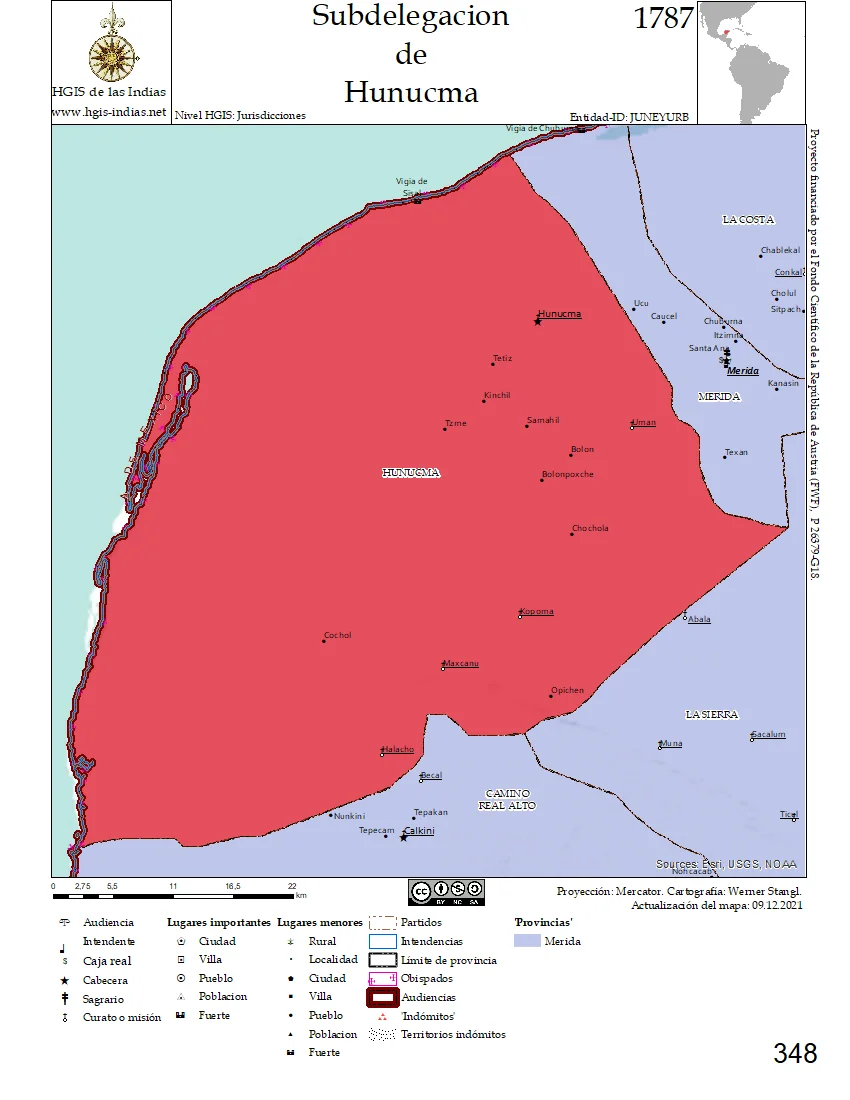 Subdelegacion
de
Hunucma
1787
HGIS de las Indias
www.hgis-indias.net
Nivel HGIS: Jurisdicciones
Entidad-ID: JUNEYURB
Proyecto financiado por el Fondo Científico de la República de Austria (FWF), P 26379-G18.
Vigia de
Vigia de
Sisal
LA COSTA
Chablekal
Conkal
Cholul
Sitpach
Ucu
Caucel
Chuburna
Itzimna
Santa Ana
Merida
Kanasin
MERIDA
Hunucma
Tetiz
Kinchil
Samahil
Uman
Bolon
Texan
HUNUCMA
Bolonpoxche
Chochola
Kopoma
Abala
Cochol
Maxcanu
Opichen
LA SIERRA
Sacalum
Muna
Halacho
Becal
CAMINO
REAL ALTO
Nunkini
Tepakan
Tepecam
Calkini
Ticul
Sources: Esri, USGS, NOAA
Nohcacab
0 2,75 5,5 11 16,5 22
km
CC BY NC SA
Proyección: Mercator. Cartografía: Werner Stangl.
Actualización del mapa: 09.12.2021
Audiencia
Intendente
Caja real
Cabecera
Sagrario
Curato o misión
Lugares importantes
Ciudad
Villa
Pueblo
Poblacion
Fuerte
Lugares menores
Rural
Localidad
Ciudad
Villa
Pueblo
Poblacion
Fuerte
Partidos
Intendencias
Límite de provincia
Obispados
Audiencias
'Indómitos'
Territorios indómitos
'Provincias'
Merida
348